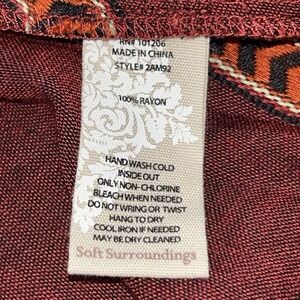 RN# 101206
MADE IN CHINA
STYLE# 2AM92
100% RAYON
HAND WASH COLD
INSIDE OUT
ONLY NON-CHLORINE
BLEACH WHEN NEEDED
DO NOT WRING OR TWIST
HANG TO DRY
COOL IRON IF NEEDED
MAY BE DRY CLEANED
Soft Surroundings